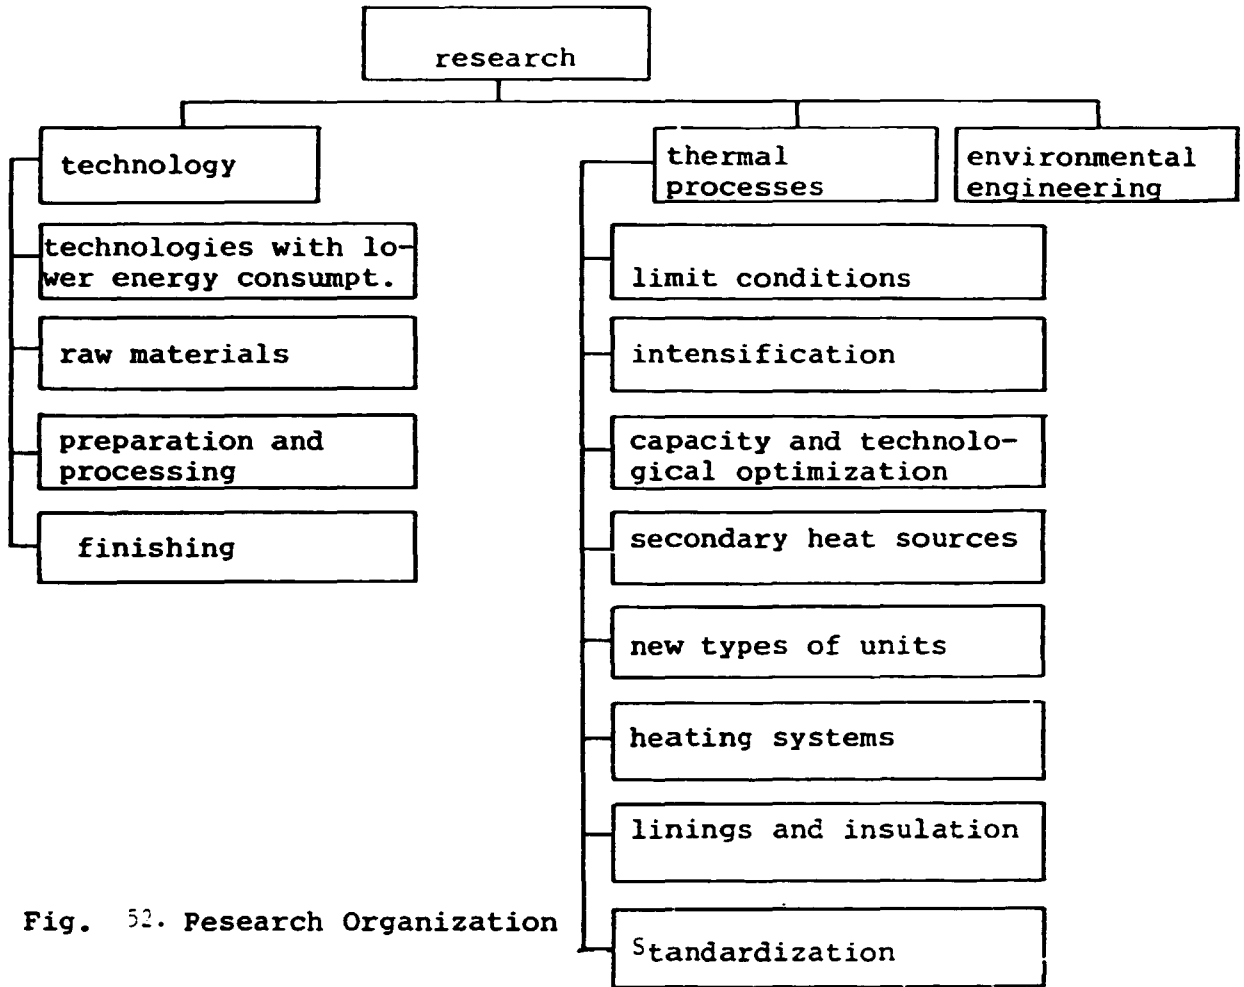 research
technology
technologies with lo-
wer energy consumpt.
raw materials
preparation and
processing
finishing
thermal
processes
limit conditions
intensification
capacity and technolo-
gical optimization
secondary heat sources
new types of units
heating systems
linings and insulation
Standardization
environmental
engineering
Fig. 52. Pesearch Organization